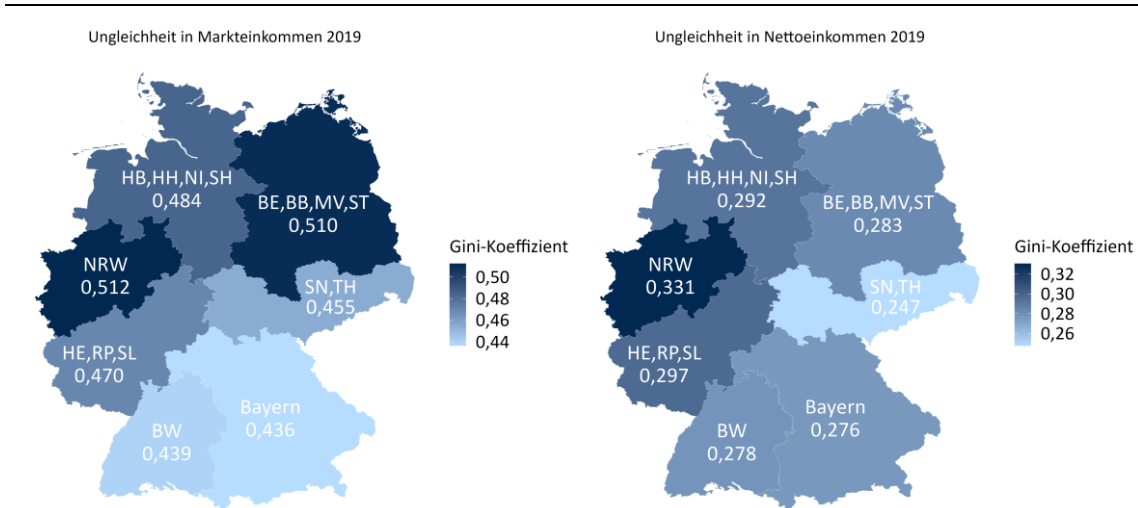 Ungleichheit in Markteinkommen 2019
HB,HH,NI,SH
0,484
BE,BB,MV,ST
0,510
NRW
0,512
SN,TH
0,455
HE,RP,SL
0,470
Bayern
0,436
BW
0,439
Gini-Koeffizient
0,50
0,48
0,46
0,44
Ungleichheit in Nettoeinkommen 2019
HB,HH,NI,SH
0,292
BE,BB,MV,ST
0,283
NRW
0,331
SN,TH
0,247
HE,RP,SL
0,297
Bayern
0,276
BW
0,278
Gini-Koeffizient
0,32
0,30
0,28
0,26